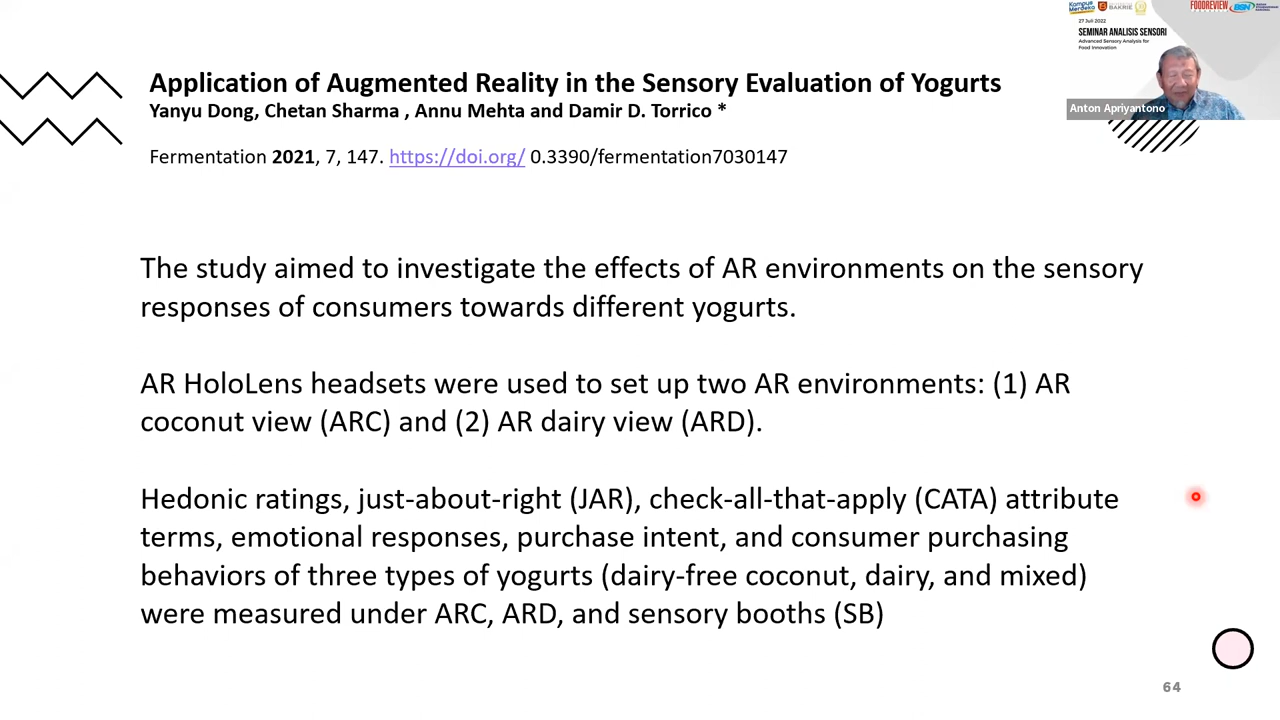 Kampus
Merdeka
BAKRIE
FOODREVIEW
BSN
27 Juli 2022
SEMINAR ANALISIS SENSORI
Advanced Sensory Analysis for
Food Innovation
Anton Apriyantono
Application of Augmented Reality in the Sensory Evaluation of Yogurts
Yanyu Dong, Chetan Sharma , Annu Mehta and Damir D. Torrico *
Fermentation 2021, 7, 147. https://doi.org/ 0.3390/fermentation7030147
The study aimed to investigate the effects of AR environments on the sensory
responses of consumers towards different yogurts.
AR HoloLens headsets were used to set up two AR environments: (1) AR
coconut view (ARC) and (2) AR dairy view (ARD).
Hedonic ratings, just-about-right (JAR), check-all-that-apply (CATA) attribute
terms, emotional responses, purchase intent, and consumer purchasing
behaviors of three types of yogurts (dairy-free coconut, dairy, and mixed)
were measured under ARC, ARD, and sensory booths (SB)
64